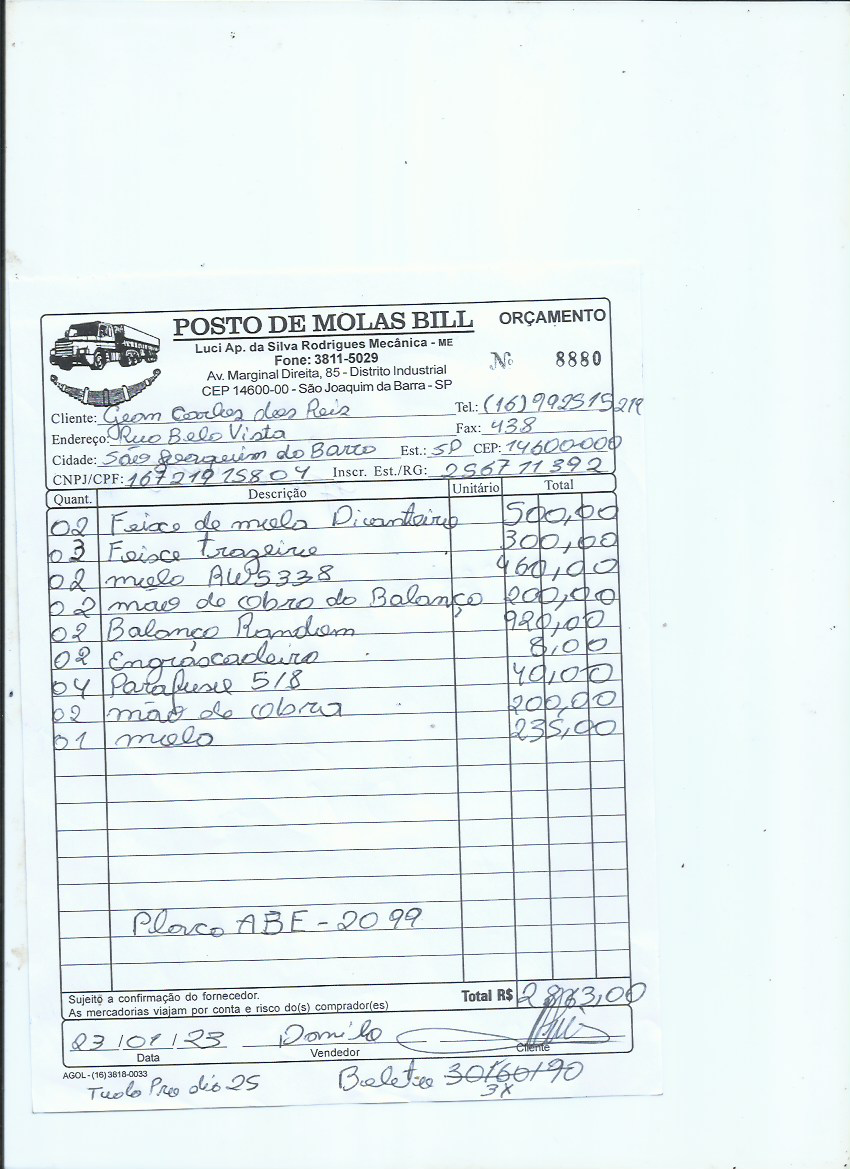 POSTO DE MOLAS BILL
ORÇAMENTO
Luci Ap. da Silva Rodrigues Mecânica - ME
Fone: 3811-5029
Nº 8880
Av. Marginal Direita, 85 - Distrito Industrial
CEP 14600-00 - São Joaquim da Barra - SP
Cliente: Geom Carlos dos Reis Tel.: (16) 992515219
Endereço: Rua Belo Vista Fax: 438
Cidade: São Joaquim do Barra Est.: SP CEP: 14600000
CNPJ/CPF: 16721915804 Inscr. Est./RG: 256711392
Quant. Descrição Unitário Total
02 Feixe de mola Dianteiro 500,00
03 Feixe trazeiro 300,00
02 mola AW5338 460,00
02 mão de obra do Balanço 200,00
02 Balanço Random 920,00
02 Engraxadeira 8,00
04 Parafuso 5/8 40,00
02 mão de obra 200,00
01 mola 235,00
Placa ABE-2099
Sujeito a confirmação do fornecedor.
As mercadorias viajam por conta e risco do(s) comprador(es)
Total R$ 2863,00
23/01/23 Danilo
Data Vendedor Cliente
AGOL - (16) 3818-0033
Tudo Pro dia 25
Boleto 30/60/90
3x